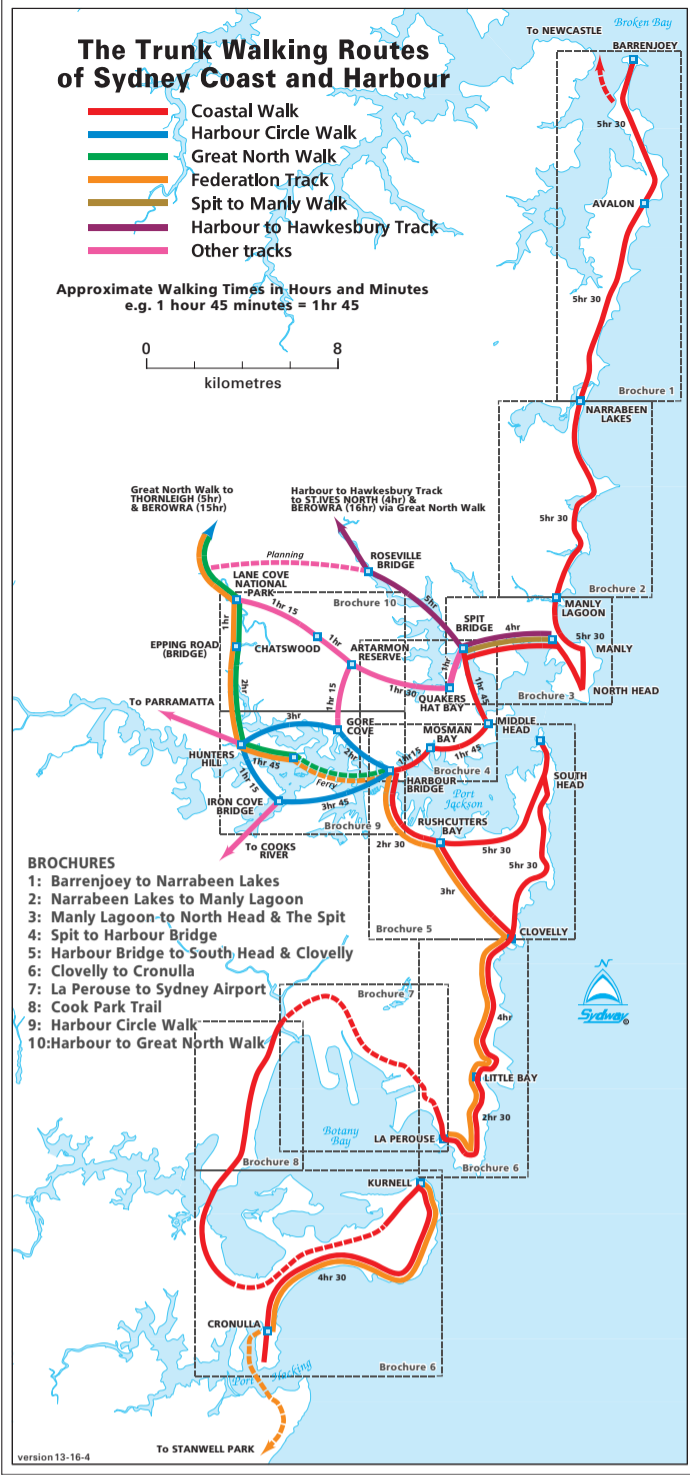 To NEWCASTLE
Broken Bay
BARRENJOEY
The Trunk Walking Routes
of Sydney Coast and Harbour
Coastal Walk
Harbour Circle Walk
Great North Walk
Federation Track
Spit to Manly Walk
Harbour to Hawkesbury Track
Other tracks
Approximate Walking Times in Hours and Minutes
e.g. 1 hour 45 minutes = 1hr 45
0 8
kilometres
5hr 30
AVALON
5hr 30
Brochure 1
NARRABEEN
LAKES
5hr 30
Brochure 2
Great North Walk to
THORNLEIGH (5hr)
& BEROWRA (15hr)
Harbour to Hawkesbury Track
to ST.IVES NORTH (4hr) &
BEROWRA (16hr) via Great North Walk
Planning
ROSEVILLE
BRIDGE
LANE COVE
NATIONAL
PARK
1hr 15
Brochure 10
5hr
MANLY
LAGOON
SPIT
BRIDGE
4hr
5hr 30
MANLY
1hr
EPPING ROAD
(BRIDGE)
CHATSWOOD
1hr
ARTARMON
RESERVE
1hr
1hr 30
QUAKERS
HAT BAY
1hr 45
Brochure 3
NORTH HEAD
2hr
1hr 15
To PARRAMATTA
3hr
GORE
COVE
MOSMAN
BAY
MIDDLE
HEAD
2hr
1hr15
1hr 45
HUNTERS
HILL
1hr 45
Ferry
HARBOUR
BRIDGE
Brochure 4
SOUTH
HEAD
1hr 15
IRON COVE
BRIDGE
3hr 45
Port
Jackson
Brochure 9
RUSHCUTTERS
BAY
2hr 30
5hr 30
5hr 30
To COOKS
RIVER
3hr
Brochure 5
CLOVELLY
BROCHURES
1: Barrenjoey to Narrabeen Lakes
2: Narrabeen Lakes to Manly Lagoon
3: Manly Lagoon to North Head & The Spit
4: Spit to Harbour Bridge
5: Harbour Bridge to South Head & Clovelly
6: Clovelly to Cronulla
7: La Perouse to Sydney Airport
8: Cook Park Trail
9: Harbour Circle Walk
10:Harbour to Great North Walk
Brochure 7
N
Sydway
4hr
LITTLE BAY
2hr 30
Botany
Bay
LA PEROUSE
Brochure 8
Brochure 6
KURNELL
4hr 30
CRONULLA
Port Hacking
Brochure 6
To STANWELL PARK
version 13-16-4